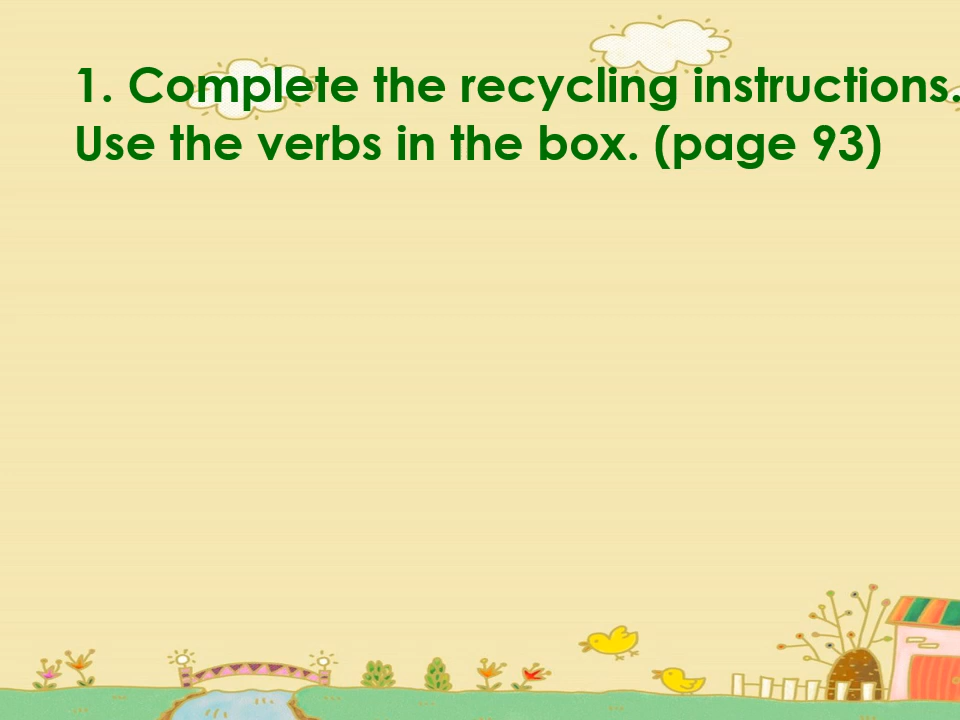 1. Complete the recycling instructions.
Use the verbs in the box. (page 93)